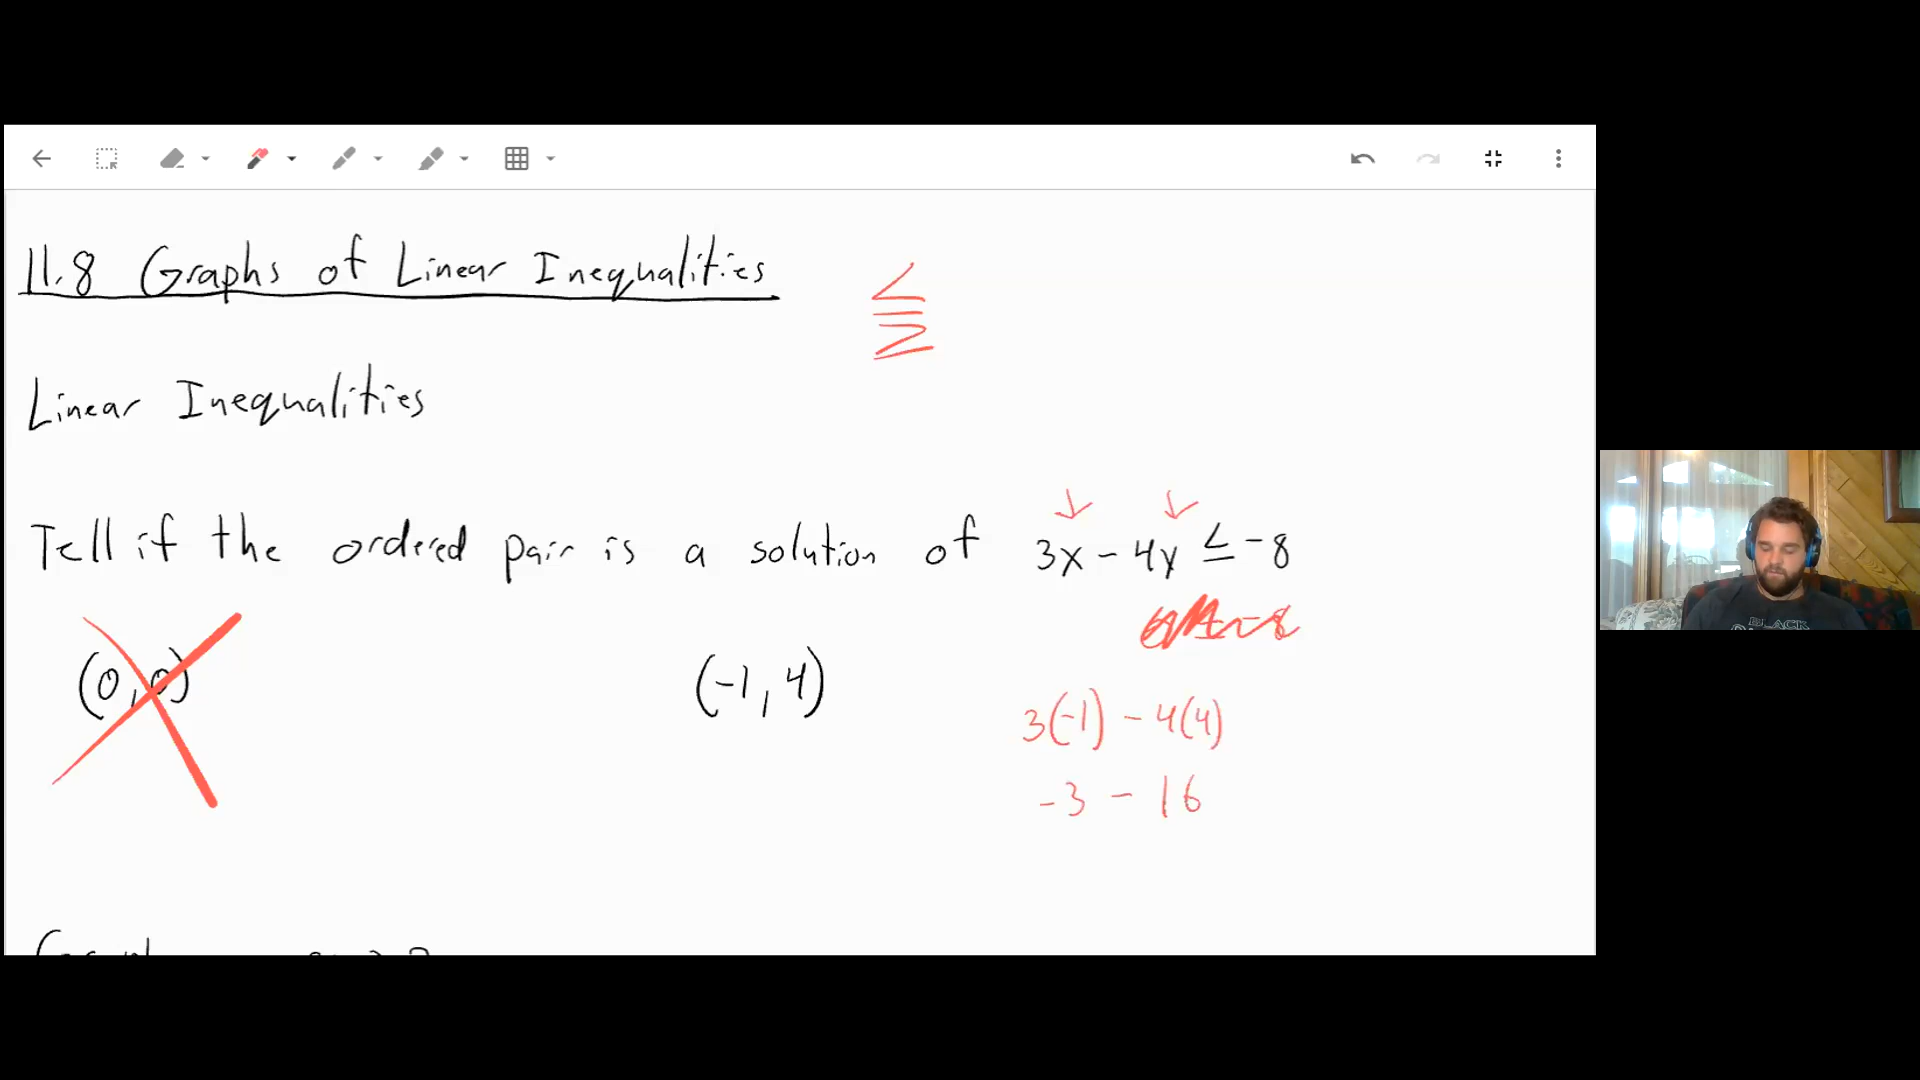 11.8 Graphs of Linear Inequalities
<
=
>
Linear Inequalities
Tell if the ordered pair is a solution of 3x - 4y ≤ -8
(0, 0) (-1, 4)
3(-1) - 4(4)
-3 - 16
BLACK